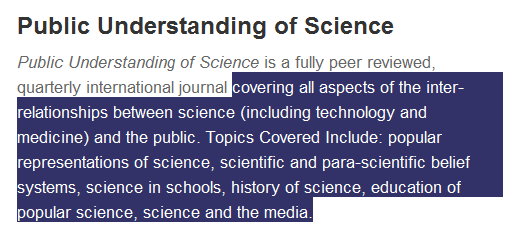 Public Understanding of Science
Public Understanding of Science is a fully peer reviewed,
quarterly international journal covering all aspects of the inter-
relationships between science (including technology and
medicine) and the public. Topics Covered Include: popular
representations of science, scientific and para-scientific belief
systems, science in schools, history of science, education of
popular science, science and the media.